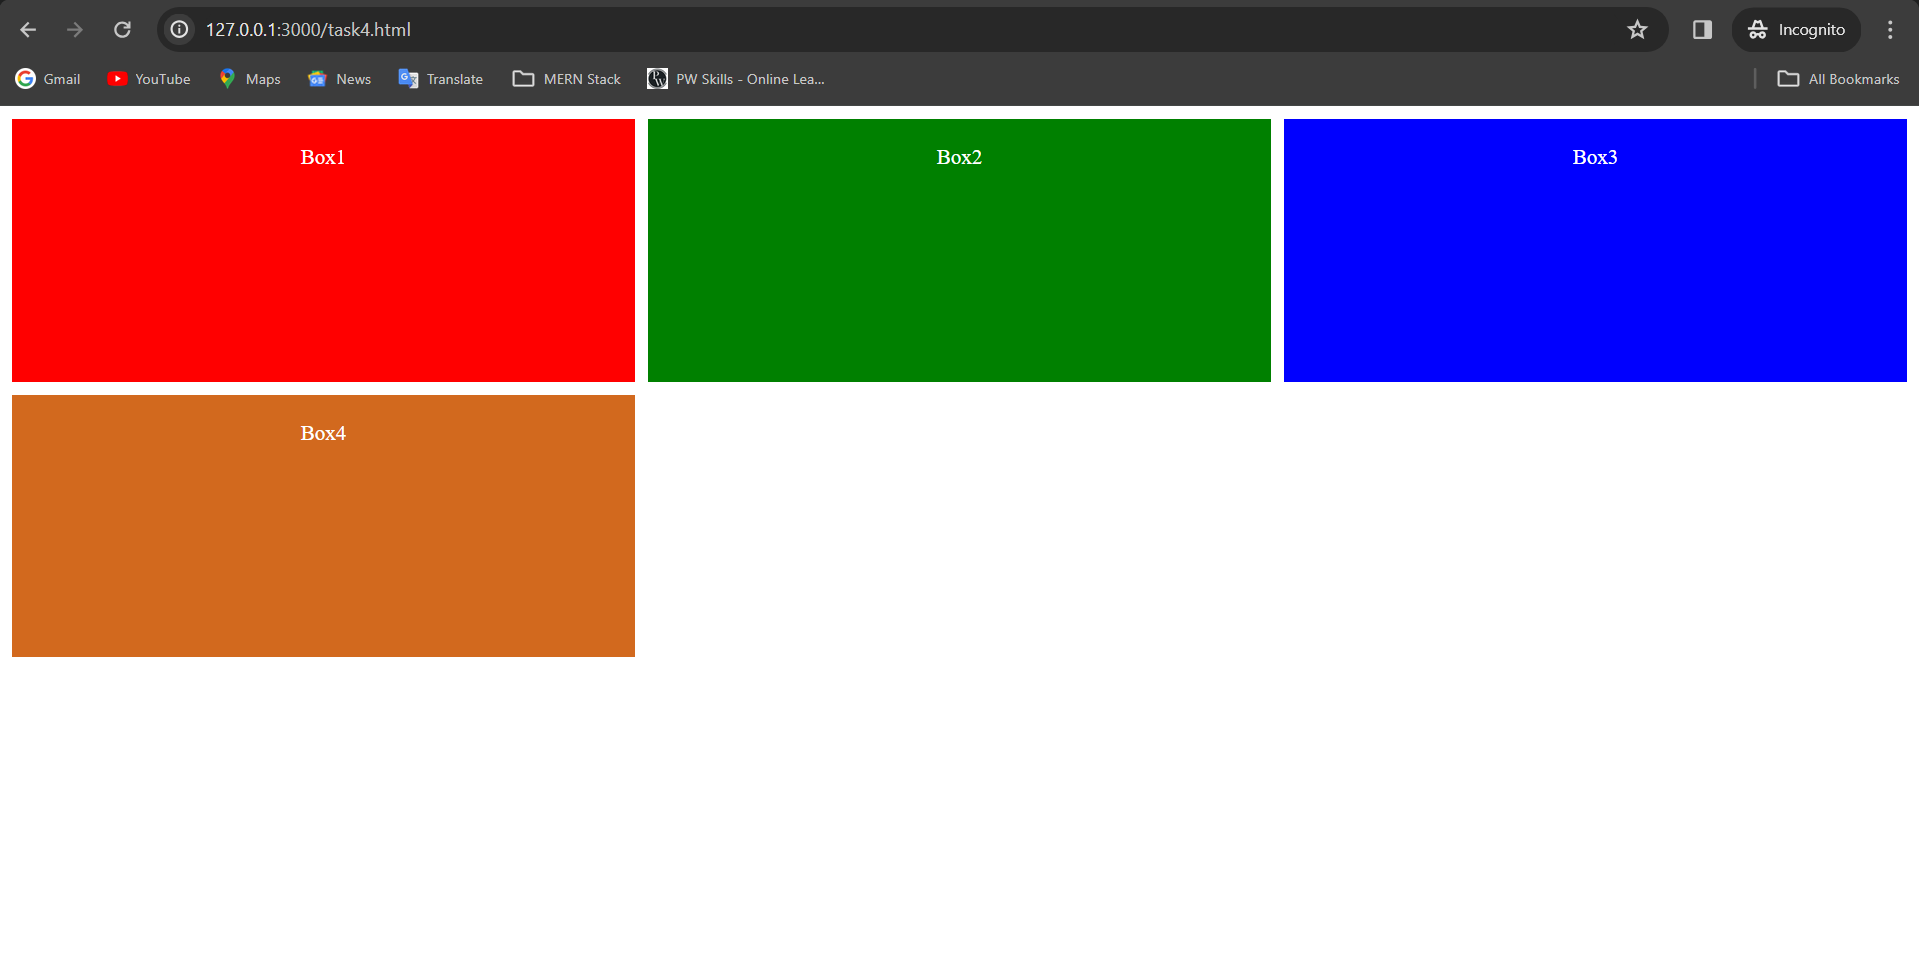 127.0.0.1:3000/task4.html
Incognito
Gmail YouTube Maps News Translate MERN Stack PW Skills - Online Lea... All Bookmarks
Box1 Box2 Box3
Box4